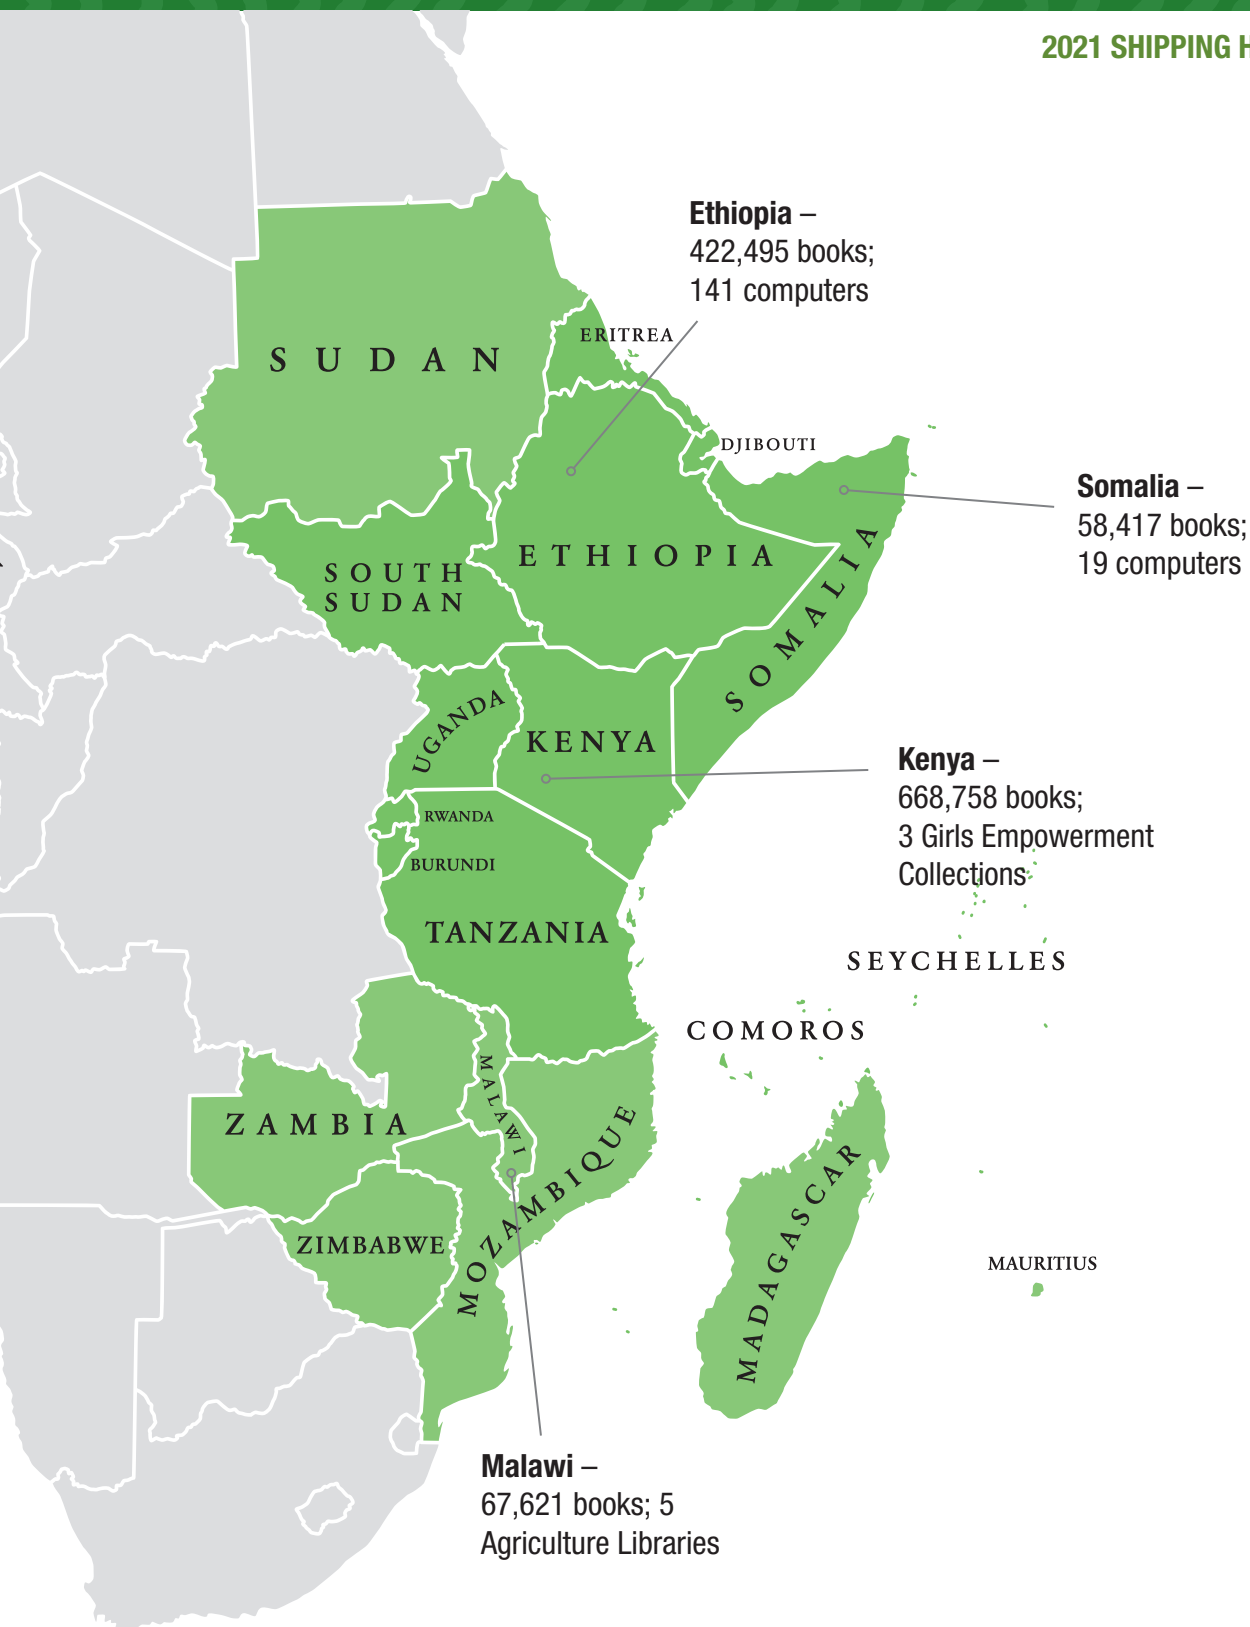 2021 SHIPPING H
Ethiopia –
422,495 books;
141 computers
ERITREA
SUDAN
DJIBOUTI
Somalia –
58,417 books;
19 computers
ETHIOPIA
SOUTH
SUDAN
SOMALIA
UGANDA
KENYA
Kenya –
668,758 books;
3 Girls Empowerment
Collections
RWANDA
BURUNDI
TANZANIA
SEYCHELLES
COMOROS
MALAWI
ZAMBIA
MOZAMBIQUE
MADAGASCAR
ZIMBABWE
MAURITIUS
Malawi –
67,621 books; 5
Agriculture Libraries